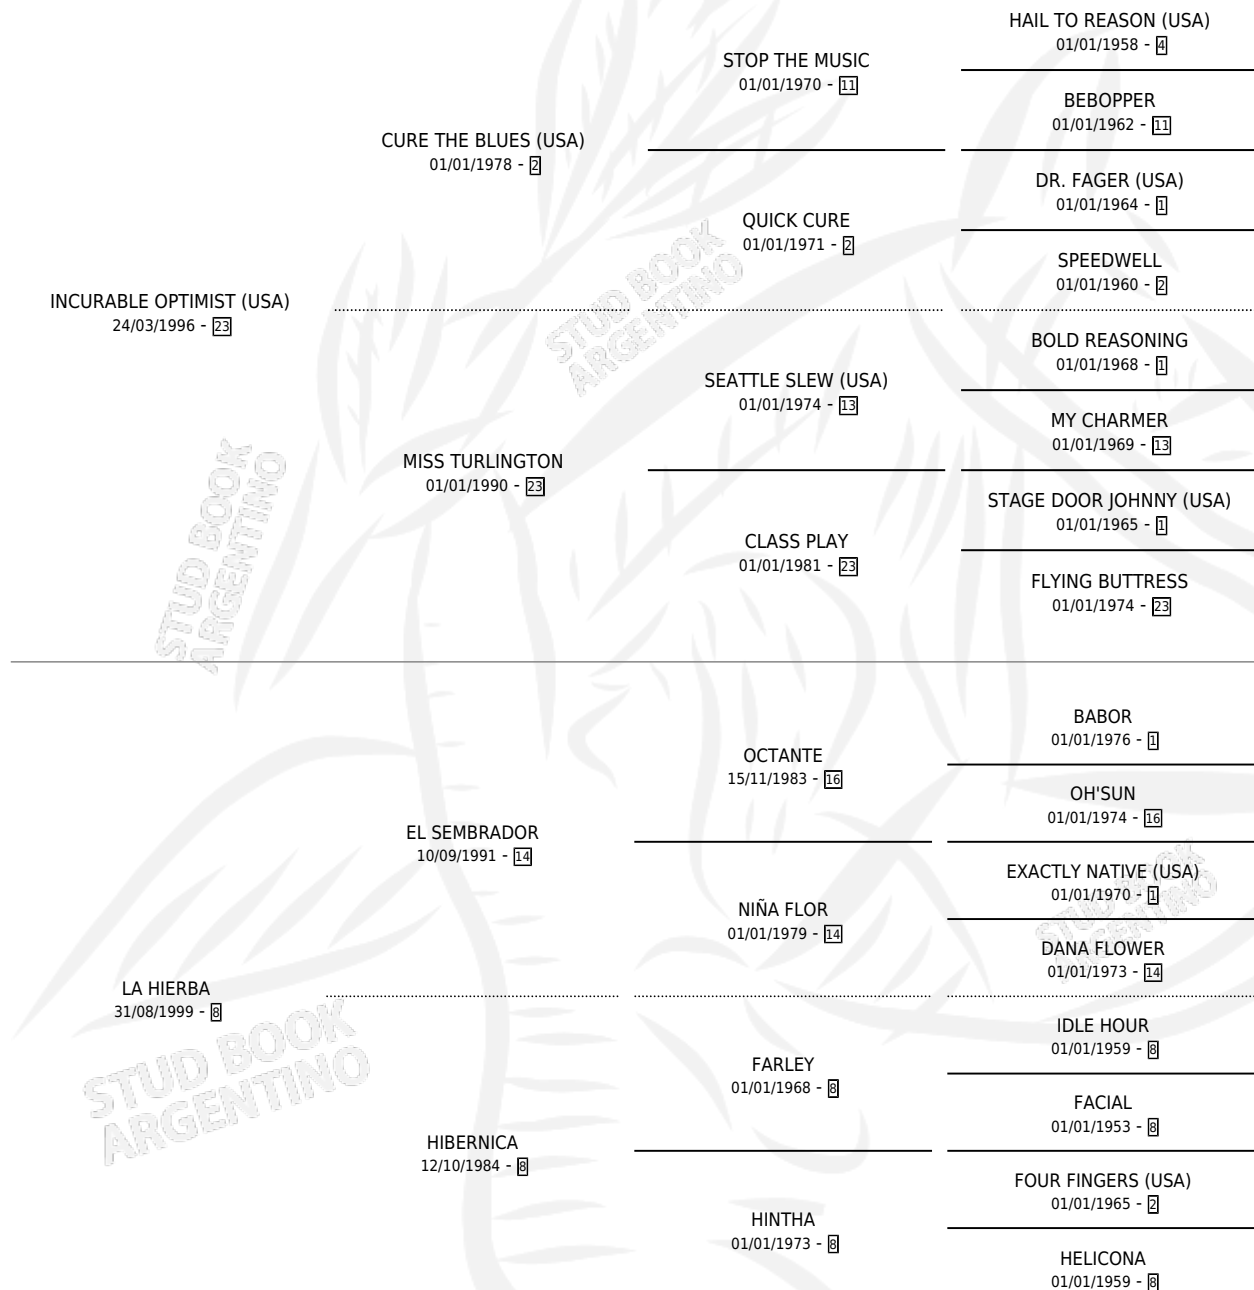 HAIL TO REASON (USA)
01/01/1958 - 4
STOP THE MUSIC
01/01/1970 - 11
BEBOPPER
01/01/1962 - 11
CURE THE BLUES (USA)
01/01/1978 - 2
DR. FAGER (USA)
01/01/1964 - 1
QUICK CURE
01/01/1971 - 2
SPEEDWELL
01/01/1960 - 2
INCURABLE OPTIMIST (USA)
24/03/1996 - 23
BOLD REASONING
01/01/1968 - 1
SEATTLE SLEW (USA)
01/01/1974 - 13
MY CHARMER
01/01/1969 - 13
MISS TURLINGTON
01/01/1990 - 23
STAGE DOOR JOHNNY (USA)
01/01/1965 - 1
CLASS PLAY
01/01/1981 - 23
FLYING BUTTRESS
01/01/1974 - 23
BABOR
01/01/1976 - 1
OCTANTE
15/11/1983 - 16
OH'SUN
01/01/1974 - 16
EL SEMBRADOR
10/09/1991 - 14
EXACTLY NATIVE (USA)
01/01/1970 - 1
NIÑA FLOR
01/01/1979 - 14
DANA FLOWER
01/01/1973 - 14
LA HIERBA
31/08/1999 - 8
IDLE HOUR
01/01/1959 - 8
FARLEY
01/01/1968 - 8
FACIAL
01/01/1953 - 8
HIBERNICA
12/10/1984 - 8
FOUR FINGERS (USA)
01/01/1965 - 2
HINTHA
01/01/1973 - 8
HELICONA
01/01/1959 - 8
STUD BOOK
ARGENTINO
STUD BOOK
ARGENTINO
STUD BOOK
ARGENTINO
STUD BOOK
ARGENTINO